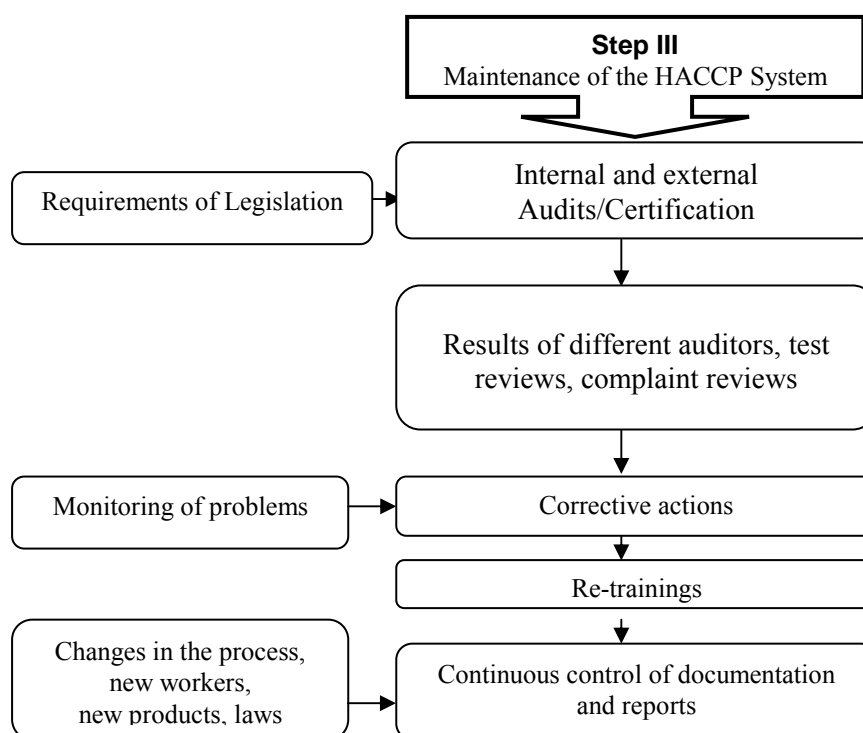 Step III
Maintenance of the HACCP System
Requirements of Legislation
Internal and external
Audits/Certification
Results of different auditors, test
reviews, complaint reviews
Monitoring of problems
Corrective actions
Re-trainings
Changes in the process,
new workers,
new products, laws
Continuous control of documentation
and reports